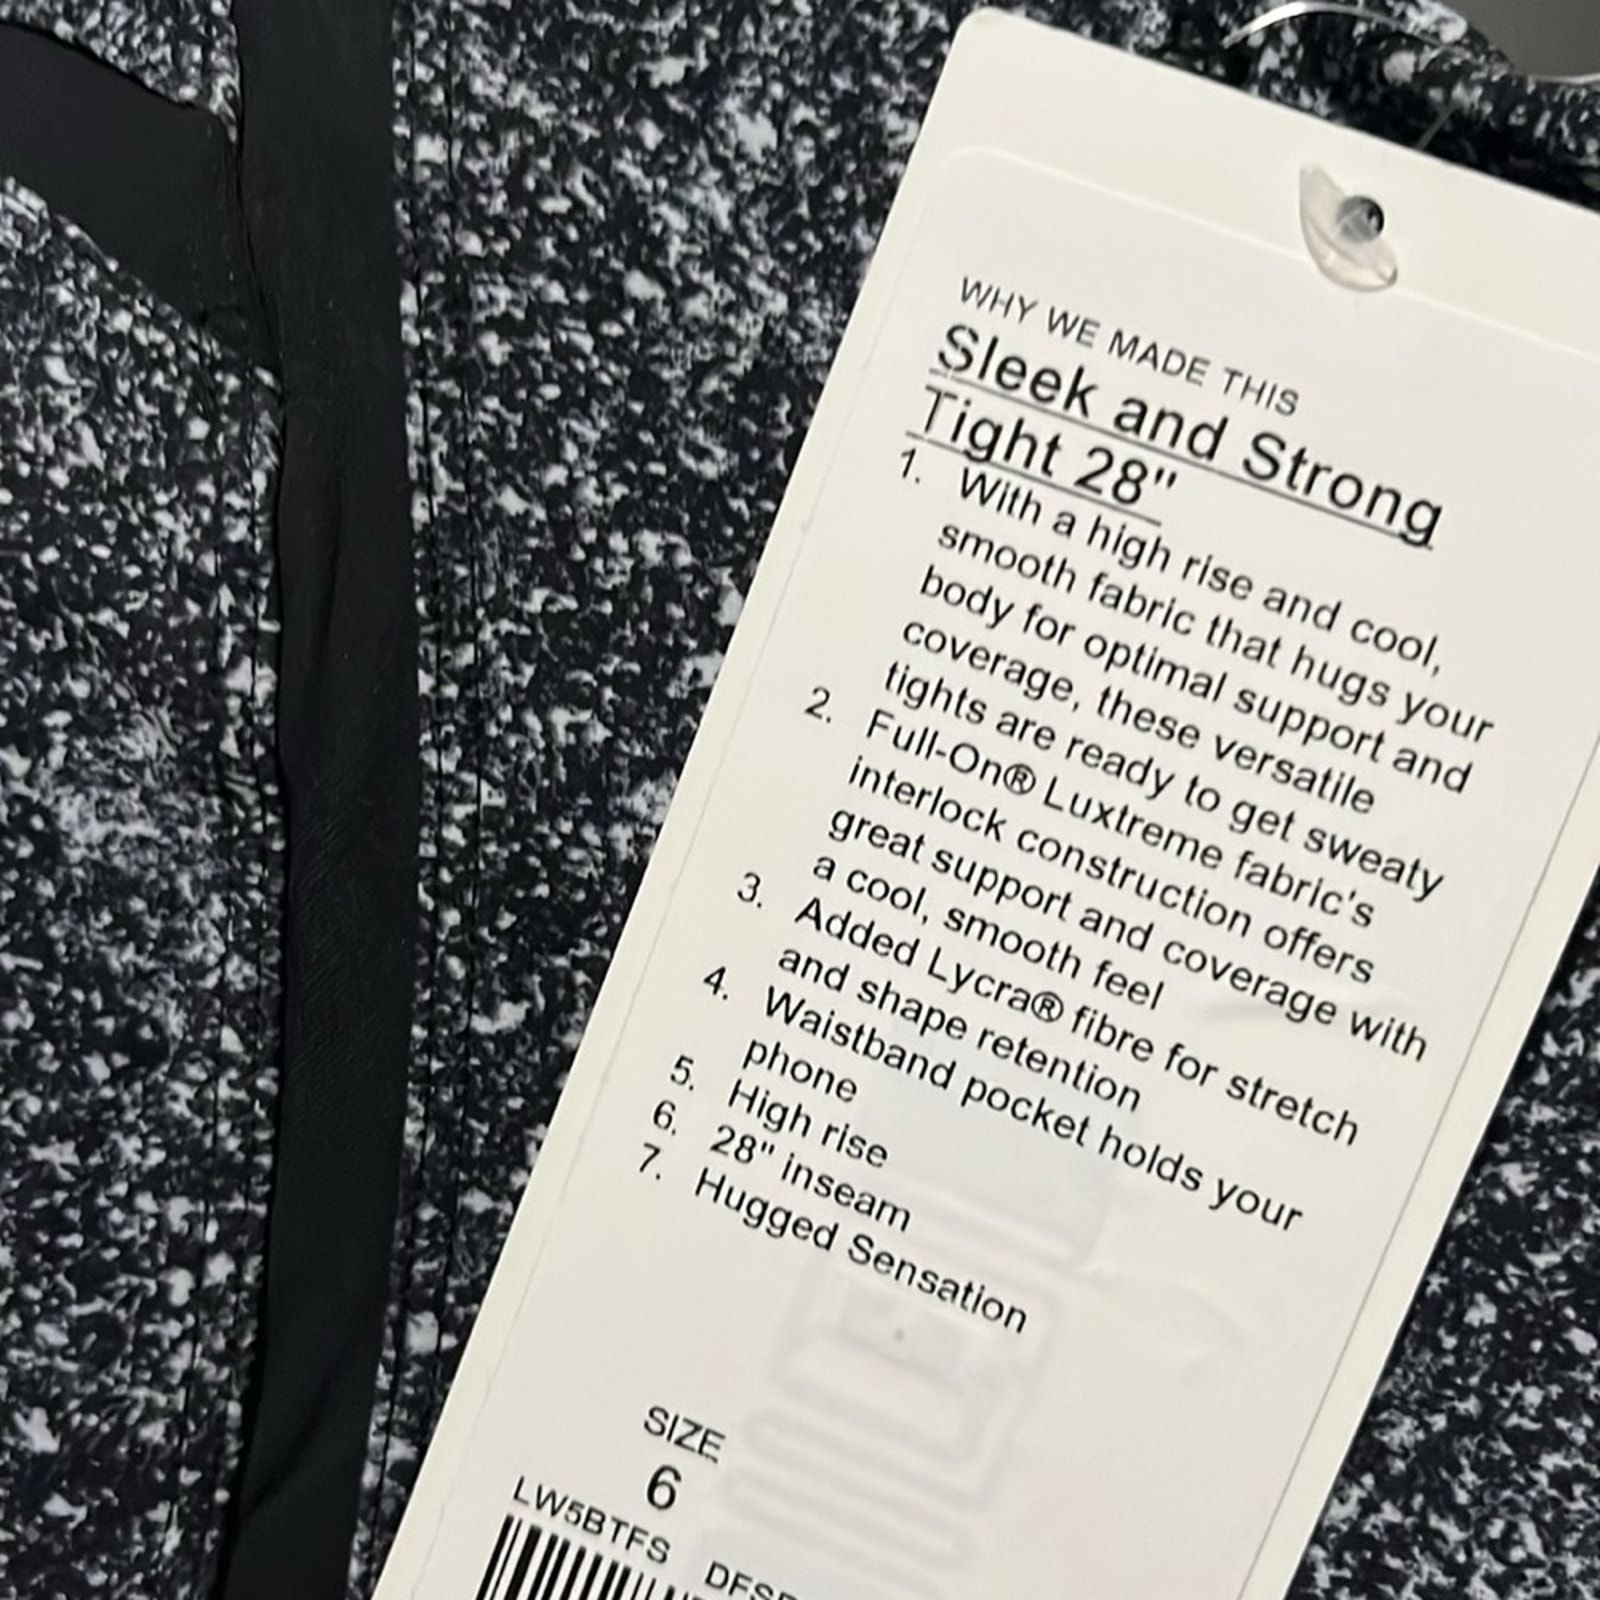 WHY WE MADE THIS
Sleek and Strong
Tight 28"
1. With a high rise and cool,
smooth fabric that hugs your
body for optimal support and
coverage, these versatile
tights are ready to get sweaty
2. Full-On® Luxtreme fabric's
interlock construction offers
great support and coverage with
a cool, smooth feel
3. Added Lycra® fibre for stretch
and shape retention
4. Waistband pocket holds your
phone
5. High rise
6. 28" inseam
7. Hugged Sensation
SIZE
6
LW5BTFS